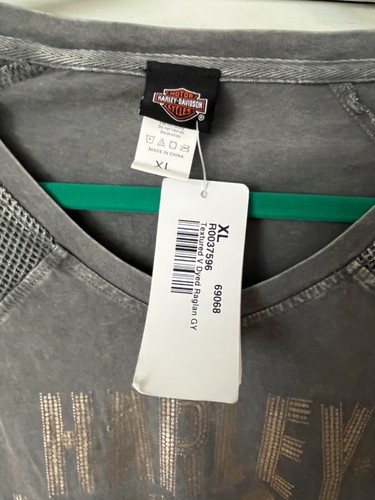 MOTOR
HARLEY-DAVIDSON
CYCLES
®
MADE IN CHINA
XL
XL
R0037596 69068
Textured V Dyed Raglan GY
HARLEY